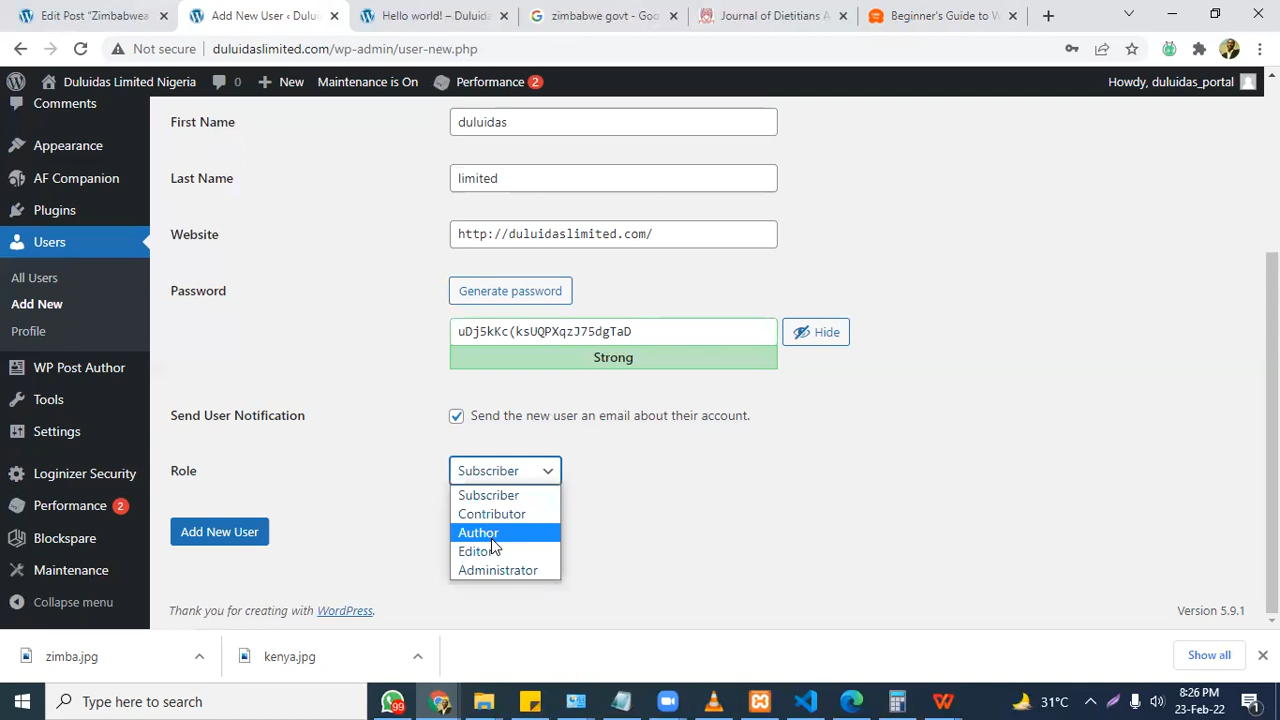 Edit Post "Zimbabwea
Add New User ‹ Dului
Hello world! – Duluid
zimbabwe govt - Goo
Journal of Dietitians A
Beginner's Guide to W
Not secure
duluidaslimited.com/wp-admin/user-new.php
Duluidas Limited Nigeria
0
New
Maintenance is On
Performance 2
Howdy, duluidas_portal
Comments
Appearance
AF Companion
Plugins
Users
All Users
Add New
Profile
WP Post Author
Tools
Settings
Loginizer Security
Performance 2
Blockspare
Maintenance
Collapse menu
First Name
duluidas
Last Name
limited
Website
http://duluidaslimited.com/
Password
Generate password
uDj5kKc(ksUQPXqzJ75dgTaD
Hide
Strong
Send User Notification
Send the new user an email about their account.
Role
Subscriber
Subscriber
Contributor
Author
Editor
Administrator
Add New User
Thank you for creating with WordPress.
Version 5.9.1
zimba.jpg
kenya.jpg
Show all
Type here to search
99
31°C
8:26 PM
23-Feb-22
1